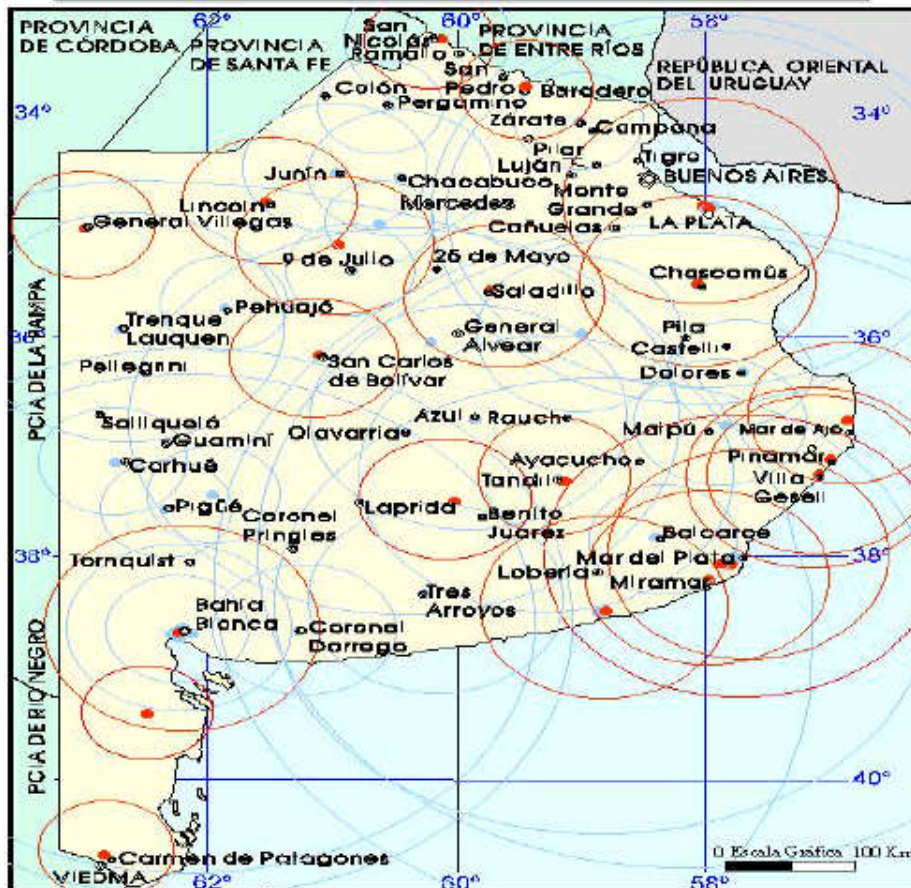 62° 60° 58°
PROVINCIA
DE CÓRDOBA
PROVINCIA
DE SANTA FE
San
Nicolás
Ramallo
PROVINCIA
DE ENTRE RÍOS
REPÚBLICA ORIENTAL
DEL URUGUAY
San
Pedro
Baradero
Colón
Pergamino
34° 34°
Zárate
Campana
Pilar
Luján
Tigre
BUENOS AIRES
Junín
Chacabuco
Mercedes
Monte
Grande
LA PLATA
Lincoln
General Villegas
Cañuelas
9 de Julio
25 de Mayo
Chascomús
Saladillo
Pehuajó
Trenque
Lauquen
General
Alvear
Pila
Castelli
36° 36°
PCIA DE LA PAMPA
Pellegrini
San Carlos
de Bolívar
Dolores
Salliqueló
Azul
Rauch
Guaminí
Olavarría
Maipú
Mar de Ajó
Carhué
Ayacucho
Pinamar
Tandil
Villa
Gesell
Pigüé
Laprida
Benito
Juárez
Coronel
Pringles
Balcarce
38° 38°
Tornquist
Mar del Plata
Lobería
Miramar
Tres
Arroyos
Bahía
Blanca
Coronel
Dorrego
PCIA DE RIO NEGRO
40°
0 Escala Gráfica 100 Km
Carmen de Patagones
VIEDMA
62° 60° 58°